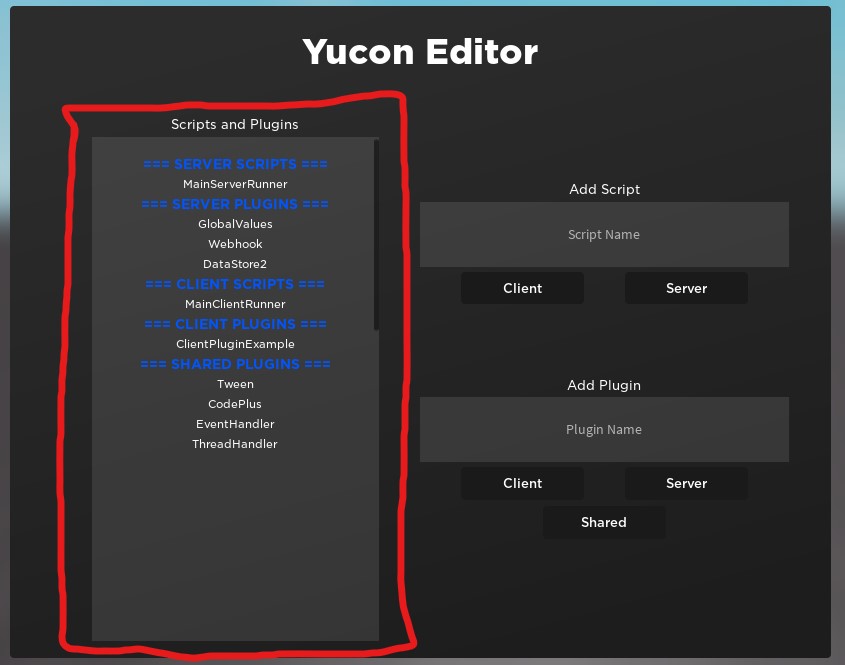 Yucon Editor
Scripts and Plugins
=== SERVER SCRIPTS ===
MainServerRunner
=== SERVER PLUGINS ===
GlobalValues
Webhook
DataStore2
=== CLIENT SCRIPTS ===
MainClientRunner
=== CLIENT PLUGINS ===
ClientPluginExample
=== SHARED PLUGINS ===
Tween
CodePlus
EventHandler
ThreadHandler
Add Script
Script Name
Client Server
Add Plugin
Plugin Name
Client Server
Shared